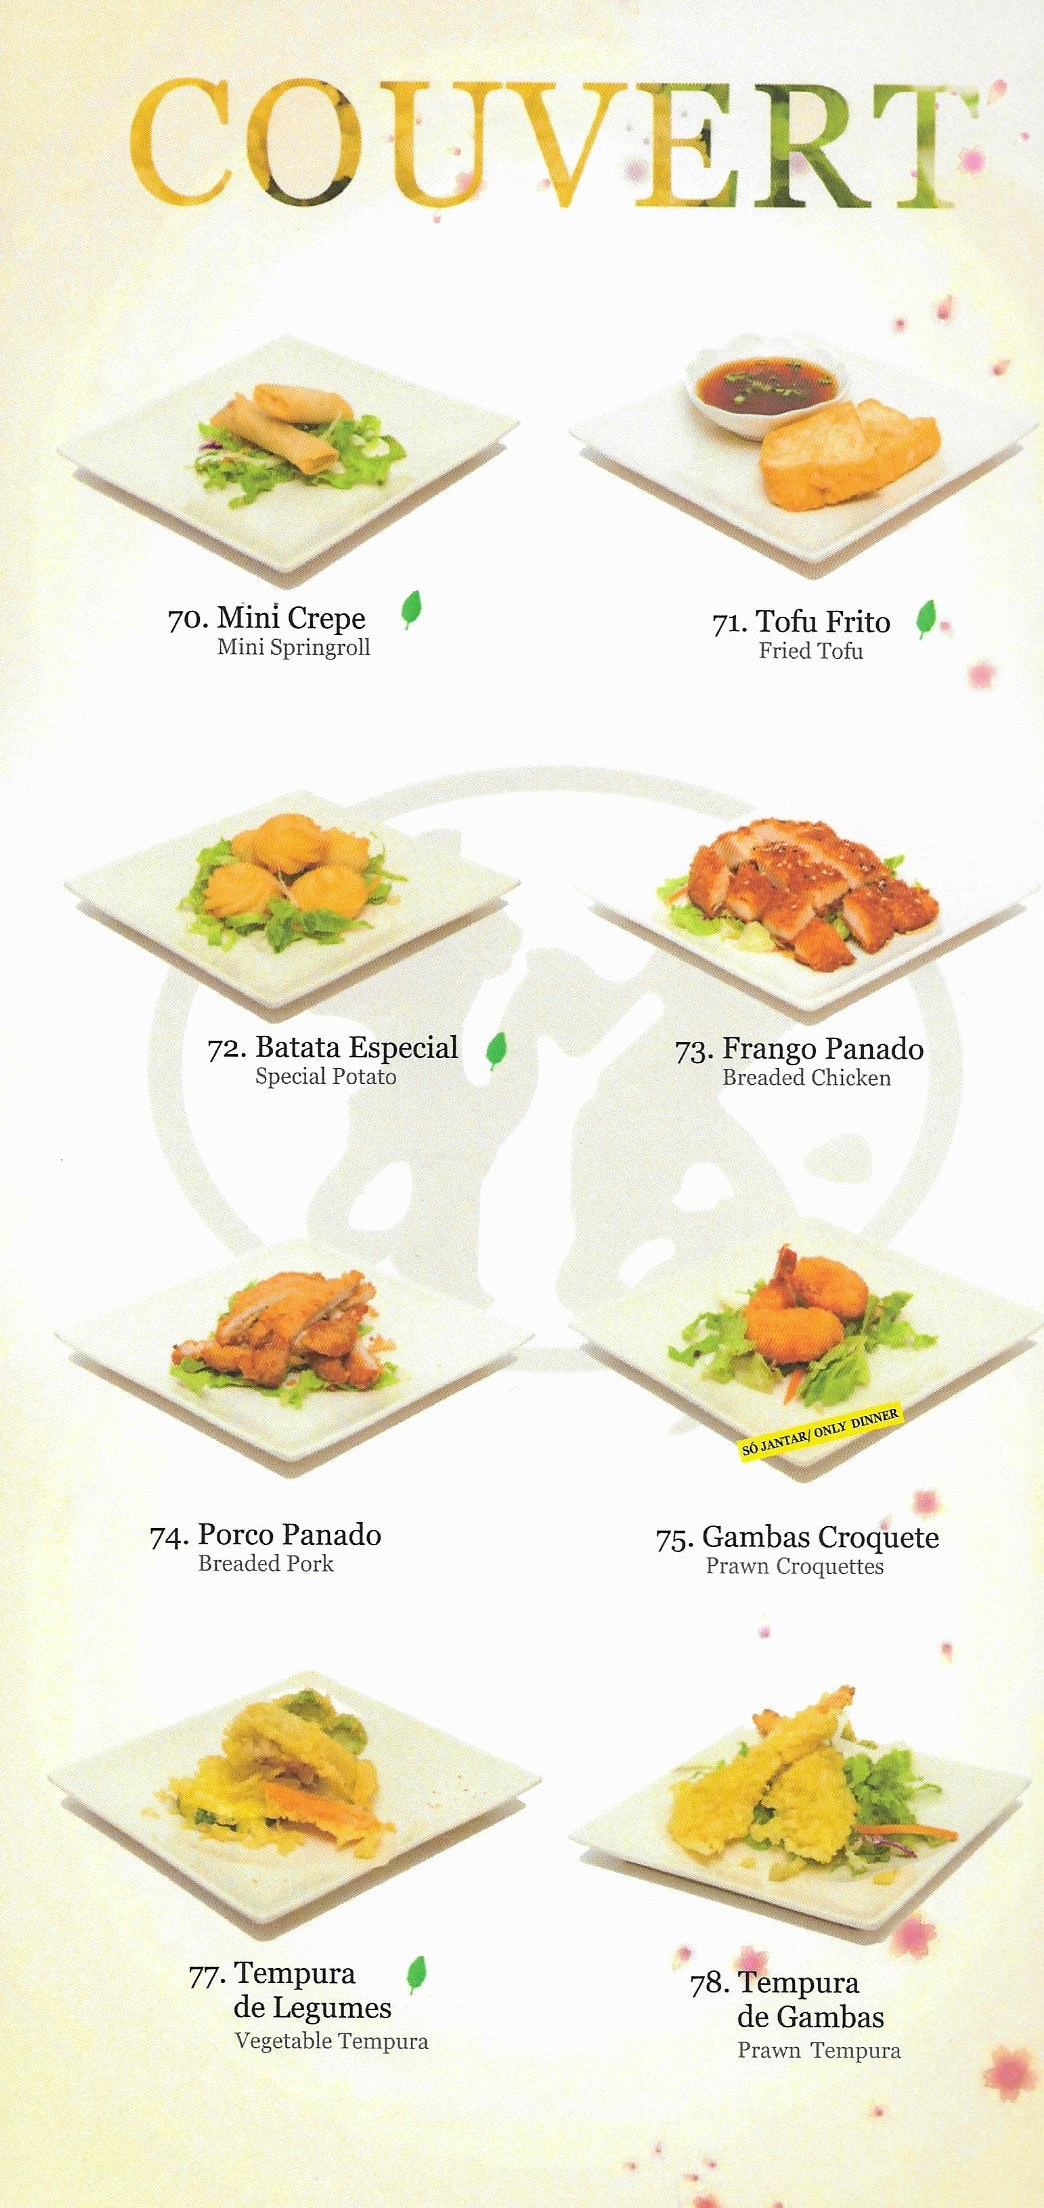 COUVERT
70. Mini Crepe
Mini Springroll
71. Tofu Frito
Fried Tofu
72. Batata Especial
Special Potato
73. Frango Panado
Breaded Chicken
74. Porco Panado
Breaded Pork
SÓ JANTAR/ ONLY DINNER
75. Gambas Croquete
Prawn Croquettes
77. Tempura
de Legumes
Vegetable Tempura
78. Tempura
de Gambas
Prawn Tempura